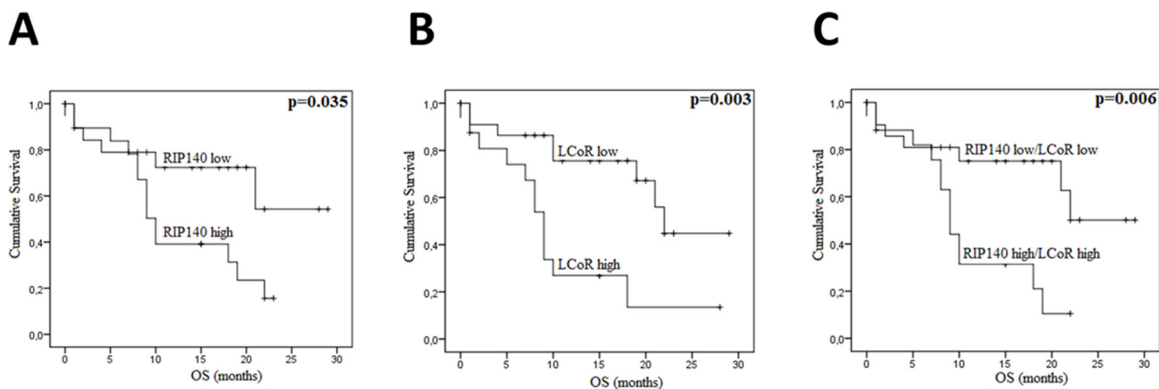 A
B
C
p=0.035
p=0.003
p=0.006
Cumulative Survival
1,0
0,8
0,6
0,4
0,2
0,0
RIP140 low
RIP140 high
0
5
10
15
20
25
30
OS (months)
Cumulative Survival
1,0
0,8
0,6
0,4
0,2
0,0
LCoR low
LCoR high
0
5
10
15
20
25
30
OS (months)
Cumulative Survival
1,0
0,8
0,6
0,4
0,2
0,0
RIP140 low/LCoR low
RIP140 high/LCoR high
0
5
10
15
20
25
30
OS (months)